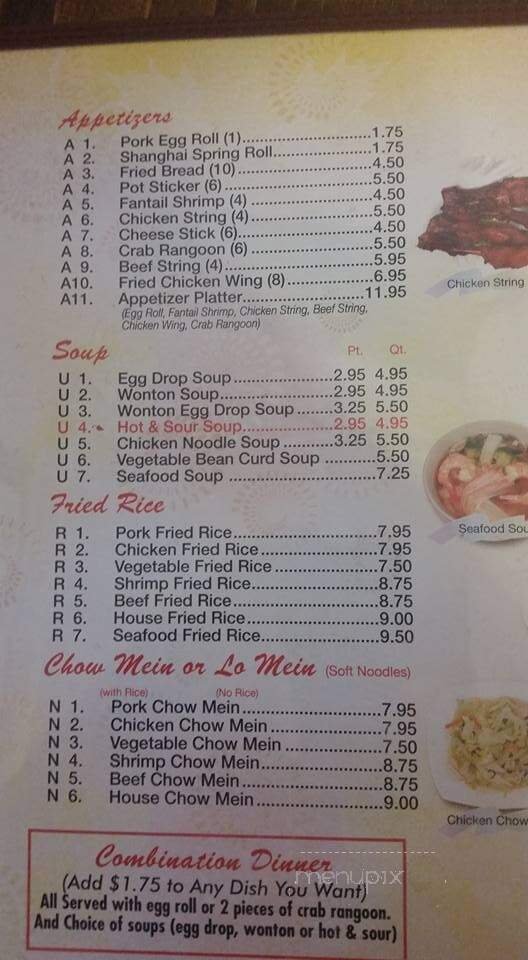 Appetizers
A 1. Pork Egg Roll (1)..............................1.75
A 2. Shanghai Spring Roll.......................1.75
A 3. Fried Bread (10)..............................4.50
A 4. Pot Sticker (6)..................................5.50
A 5. Fantail Shrimp (4) ............................4.50
A 6. Chicken String (4)............................5.50
A 7. Cheese Stick (6)...............................4.50
A 8. Crab Rangoon (6) ...........................5.50
A 9. Beef String (4)..................................5.95
A10. Fried Chicken Wing (8)....................6.95
A11. Appetizer Platter.............................11.95
(Egg Roll, Fantail Shrimp, Chicken String, Beef String,
Chicken Wing, Crab Rangoon)
Chicken String
Soup Pt. Qt.
U 1. Egg Drop Soup....................2.95 4.95
U 2. Wonton Soup.......................2.95 4.95
U 3. Wonton Egg Drop Soup .......3.25 5.50
U 4. Hot & Sour Soup..................2.95 4.95
U 5. Chicken Noodle Soup ..........3.25 5.50
U 6. Vegetable Bean Curd Soup ...........5.50
U 7. Seafood Soup ................................7.25
Seafood Sou
Fried Rice
R 1. Pork Fried Rice................................7.95
R 2. Chicken Fried Rice..........................7.95
R 3. Vegetable Fried Rice.......................7.50
R 4. Shrimp Fried Rice............................8.75
R 5. Beef Fried Rice................................8.75
R 6. House Fried Rice.............................9.00
R 7. Seafood Fried Rice..........................9.50
Chow Mein or Lo Mein (Soft Noodles)
(with Rice) (No Rice)
N 1. Pork Chow Mein..............................7.95
N 2. Chicken Chow Mein........................7.95
N 3. Vegetable Chow Mein .....................7.50
N 4. Shrimp Chow Mein..........................8.75
N 5. Beef Chow Mein..............................8.75
N 6. House Chow Mein...........................9.00
Chicken Chow
Combination Dinner
(Add $1.75 to Any Dish You Want)
menupix
All Served with egg roll or 2 pieces of crab rangoon.
And Choice of soups (egg drop, wonton or hot & sour)